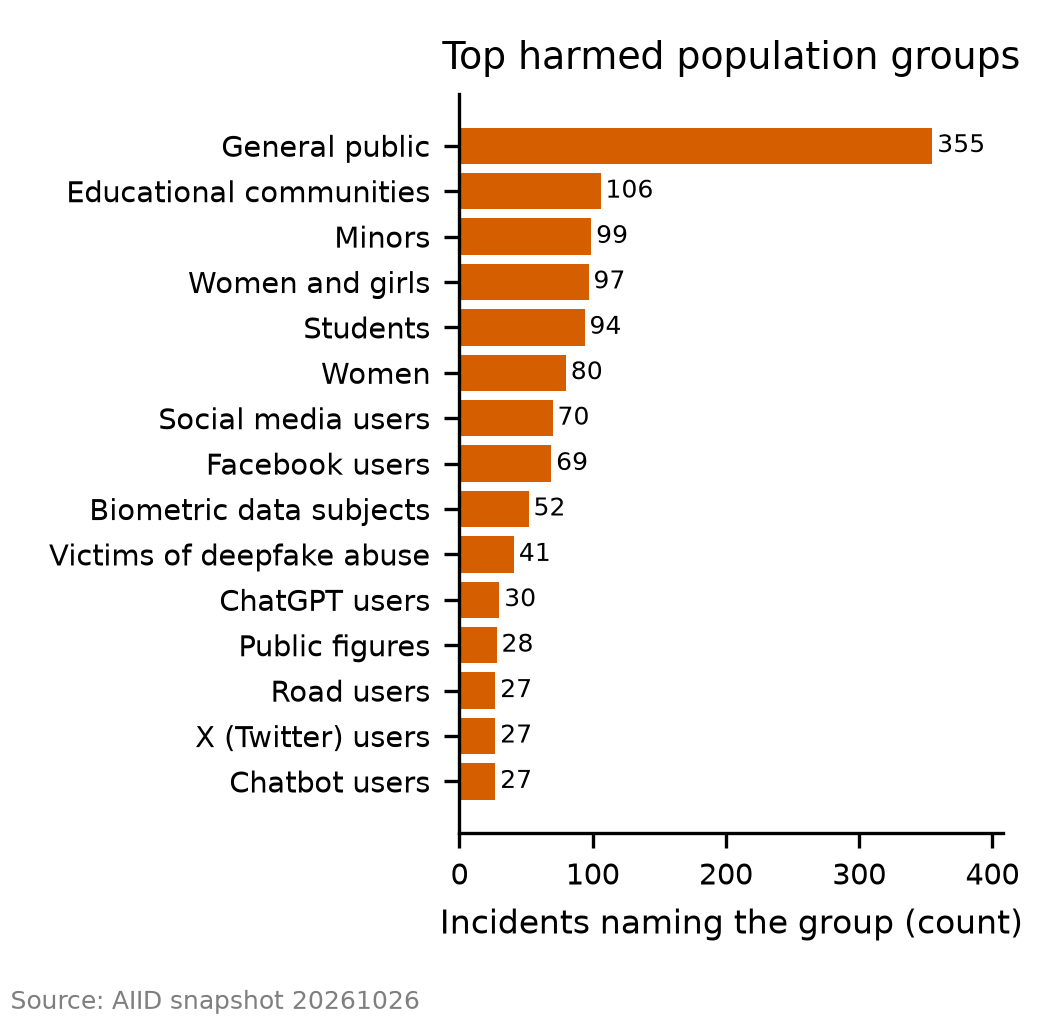 Top harmed population groups
General public 355
Educational communities 106
Minors 99
Women and girls 97
Students 94
Women 80
Social media users 70
Facebook users 69
Biometric data subjects 52
Victims of deepfake abuse 41
ChatGPT users 30
Public figures 28
Road users 27
X (Twitter) users 27
Chatbot users 27
0 100 200 300 400
Incidents naming the group (count)
Source: AIID snapshot 20261026